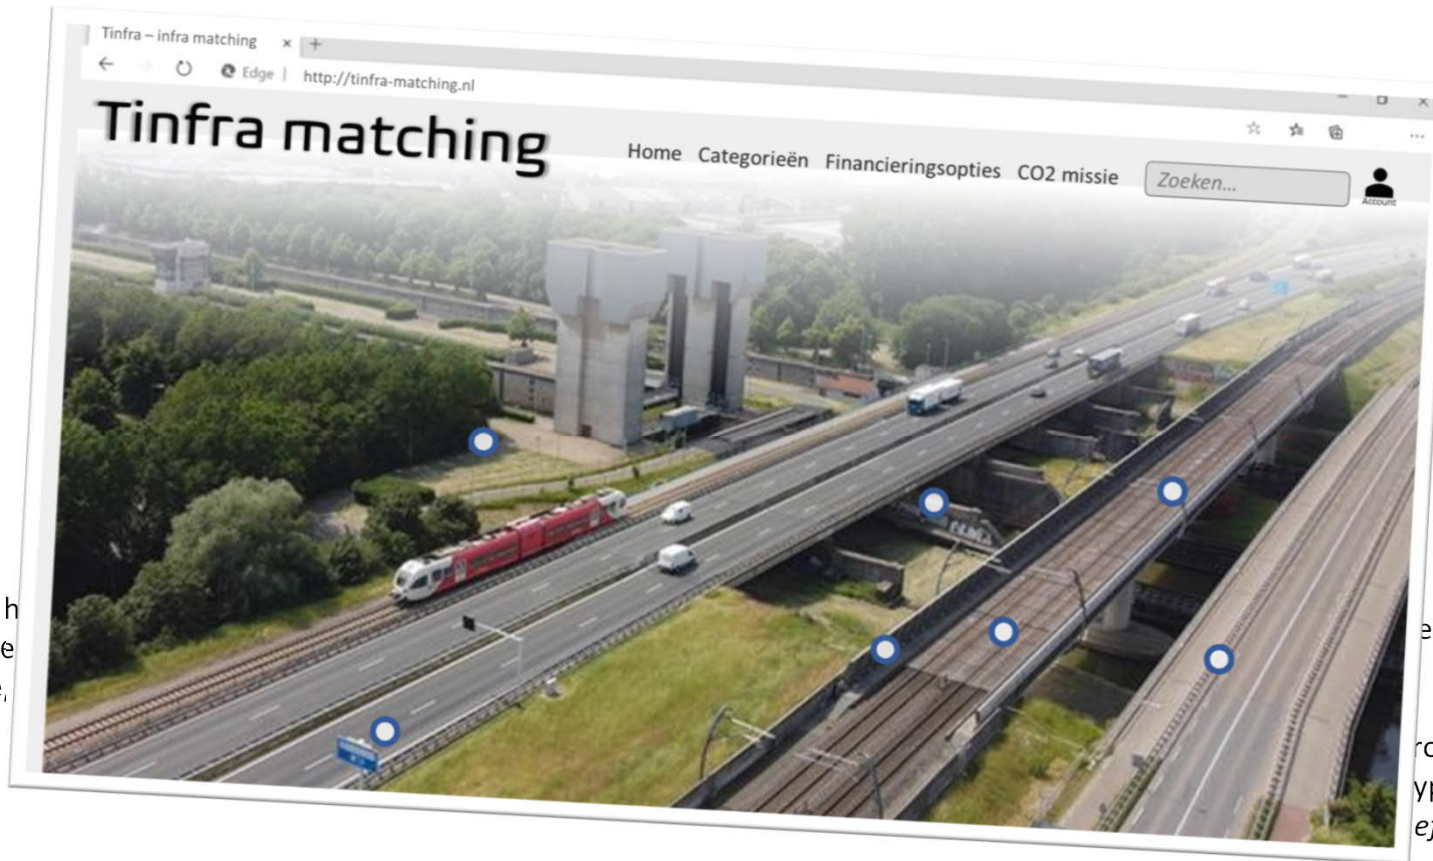 Tinfra – infra matching
Edge | http://tinfra-matching.nl
Tinfra matching
Home Categorieën Financieringsopties CO2 missie Zoeken...
Account